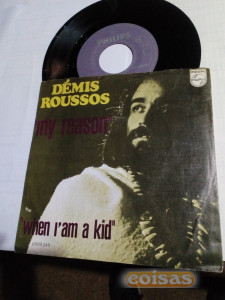 PHILIPS
DÉMIS
ROUSSOS
my reason
"when I'am a kid"
coisas